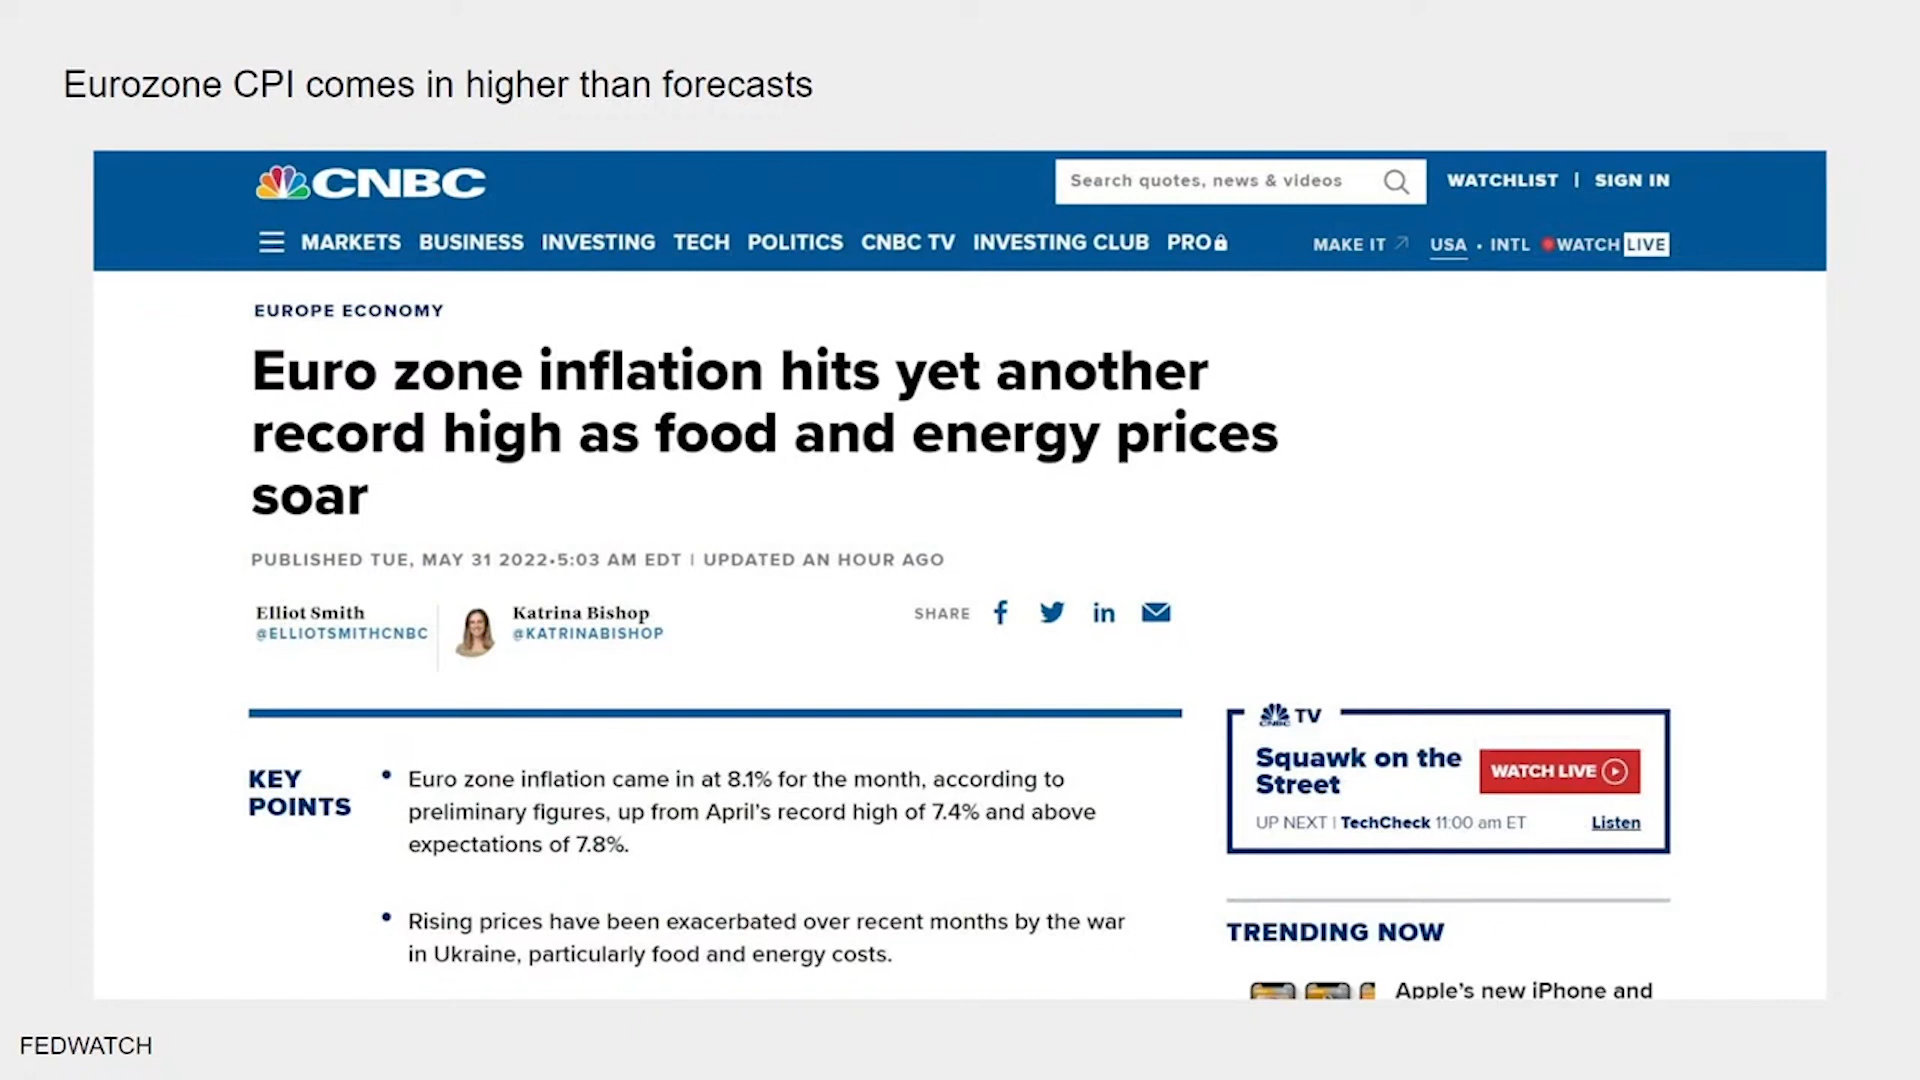 Eurozone CPI comes in higher than forecasts
CNBC
Search quotes, news & videos
WATCHLIST | SIGN IN
MARKETS BUSINESS INVESTING TECH POLITICS CNBC TV INVESTING CLUB PRO
MAKE IT USA • INTL WATCH LIVE
EUROPE ECONOMY
Euro zone inflation hits yet another
record high as food and energy prices
soar
PUBLISHED TUE, MAY 31 2022•5:03 AM EDT | UPDATED AN HOUR AGO
Elliot Smith
@ELLIOTSMITHCNBC
Katrina Bishop
@KATRINABISHOP
SHARE
KEY
POINTS
• Euro zone inflation came in at 8.1% for the month, according to
preliminary figures, up from April's record high of 7.4% and above
expectations of 7.8%.
• Rising prices have been exacerbated over recent months by the war
in Ukraine, particularly food and energy costs.
CNBC TV
Squawk on the
Street
WATCH LIVE
UP NEXT | TechCheck 11:00 am ET
Listen
TRENDING NOW
Apple's new iPhone and
FEDWATCH